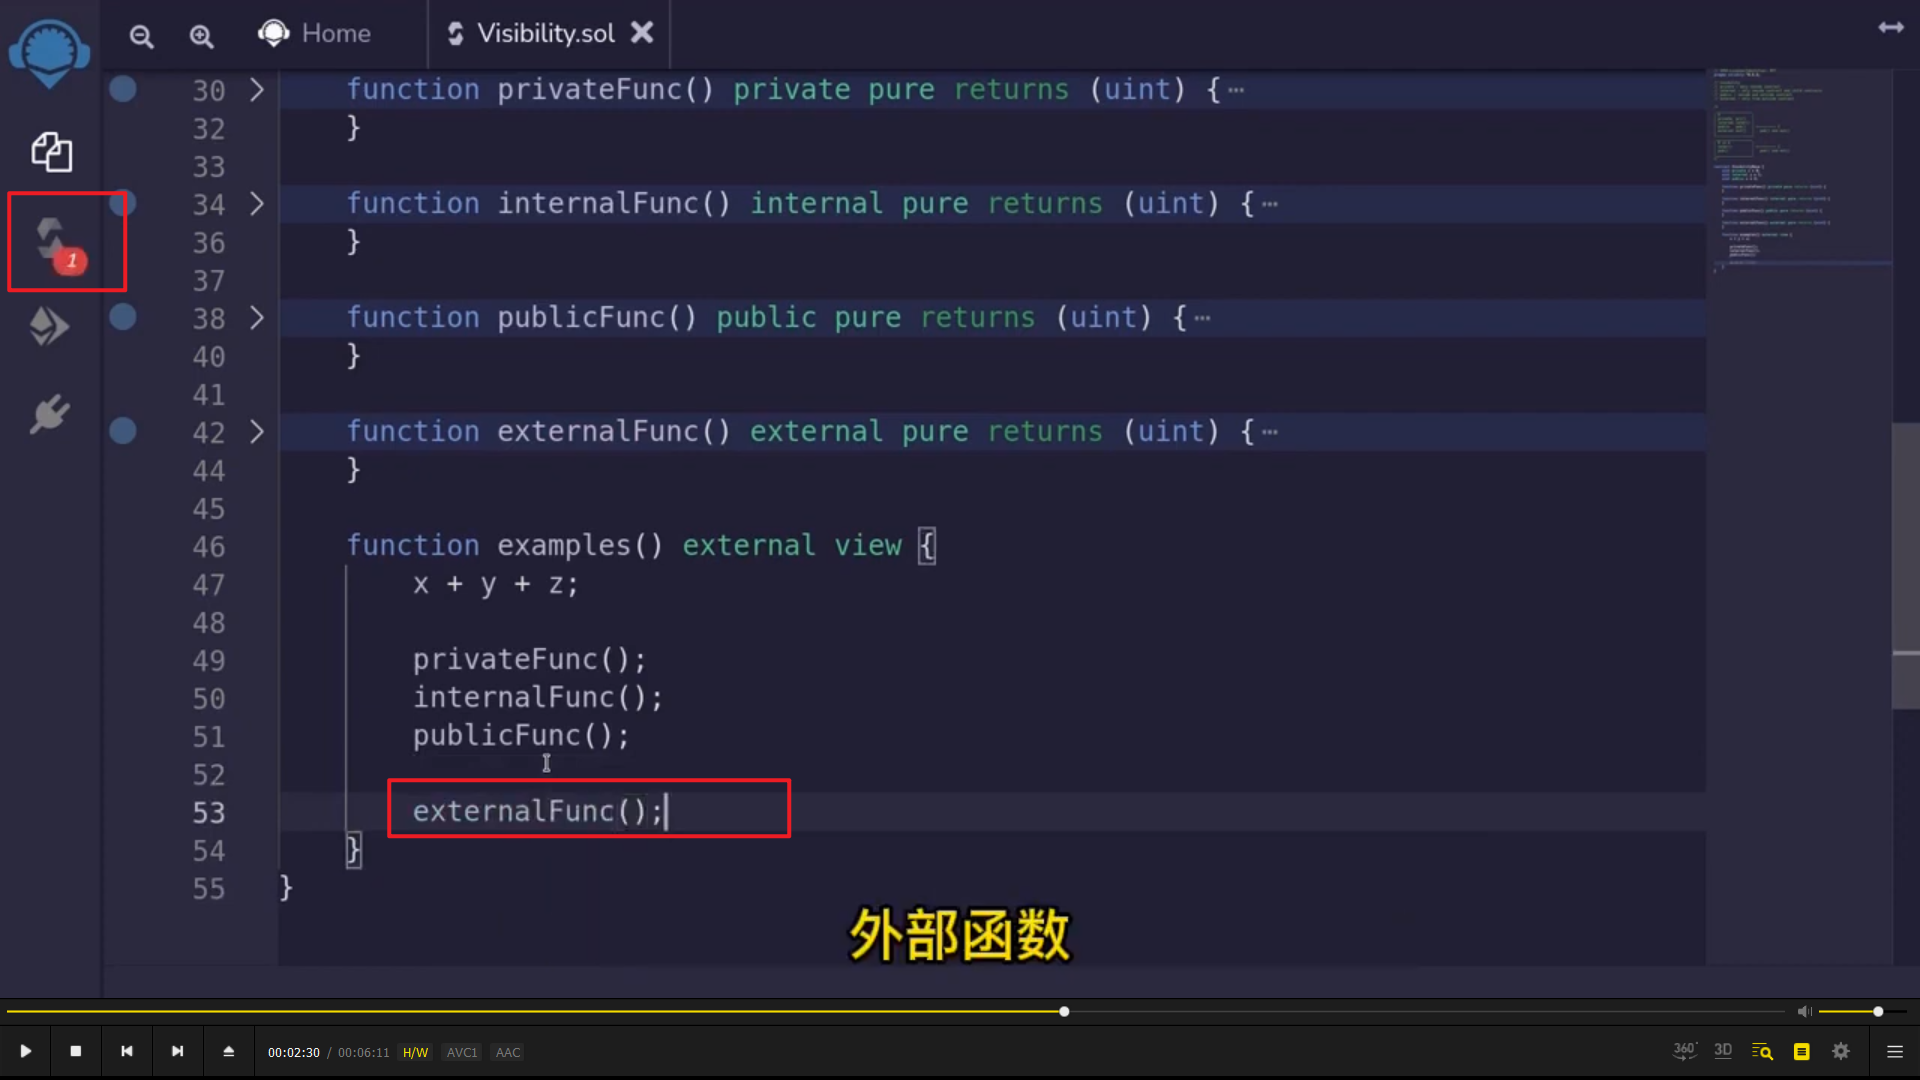 Home
Visibility.sol
30 function privateFunc() private pure returns (uint) {⋯
32 }
33
34 function internalFunc() internal pure returns (uint) {⋯
36 }
37
38 function publicFunc() public pure returns (uint) {⋯
40 }
41
42 function externalFunc() external pure returns (uint) {⋯
44 }
45
46 function examples() external view {
47 x + y + z;
48
49 privateFunc();
50 internalFunc();
51 publicFunc();
52
53 externalFunc();
54 }
55 }
1
外部函数
00:02:30 / 00:06:11 H/W AVC1 AAC
360° 3D